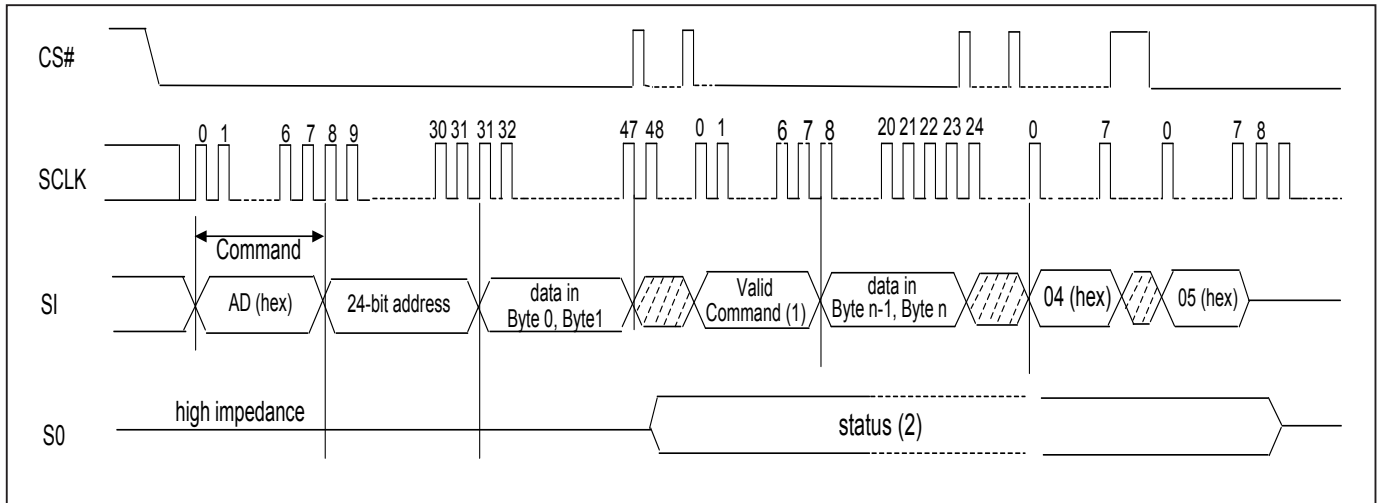 CS#
0 1 6 7 8 9 30 31 31 32 47 48 0 1 6 7 8 20 21 22 23 24 0 7 0 7 8
SCLK
Command
SI
AD (hex)
24-bit address
data in
Byte 0, Byte1
Valid
Command (1)
data in
Byte n-1, Byte n
04 (hex)
05 (hex)
high impedance
S0
status (2)